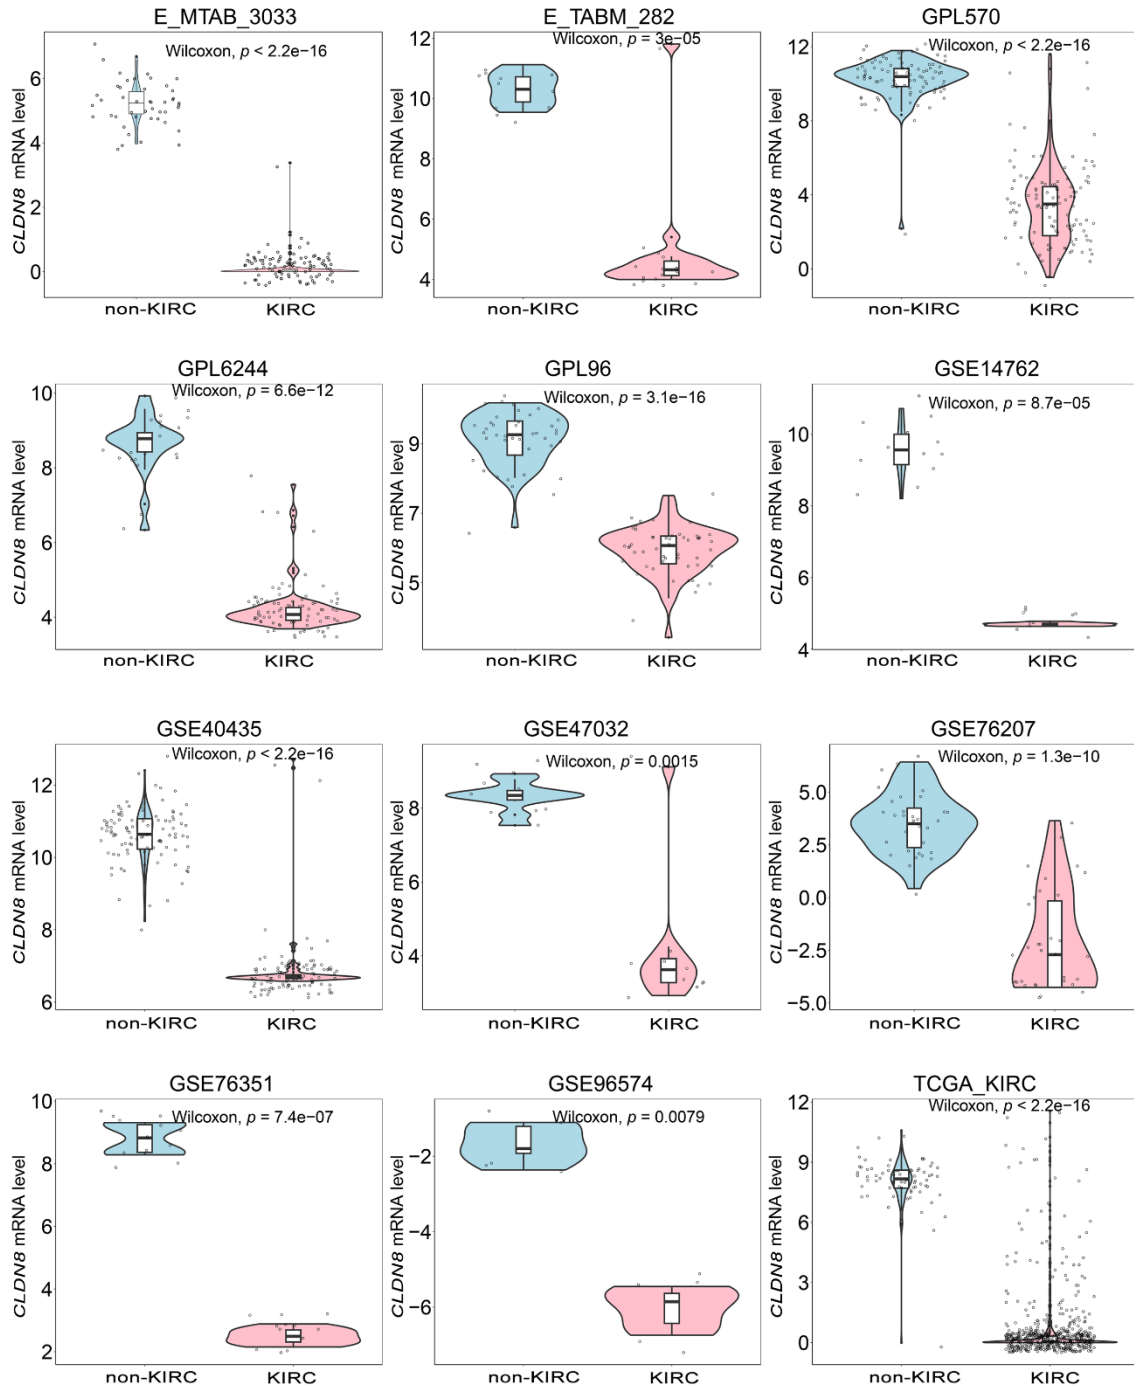 E_MTAB_3033
Wilcoxon, p < 2.2e−16
CLDN8 mRNA level
6
4
2
0
non-KIRC
KIRC
E_TABM_282
Wilcoxon, p = 3e−05
CLDN8 mRNA level
12
10
8
6
4
non-KIRC
KIRC
GPL570
Wilcoxon, p < 2.2e−16
CLDN8 mRNA level
12
8
4
0
non-KIRC
KIRC
GPL6244
Wilcoxon, p = 6.6e−12
CLDN8 mRNA level
10
8
6
4
non-KIRC
KIRC
GPL96
Wilcoxon, p = 3.1e−16
CLDN8 mRNA level
9
7
5
non-KIRC
KIRC
GSE14762
Wilcoxon, p = 8.7e−05
CLDN8 mRNA level
10
8
6
4
non-KIRC
KIRC
GSE40435
Wilcoxon, p < 2.2e−16
CLDN8 mRNA level
12
10
8
6
non-KIRC
KIRC
GSE47032
Wilcoxon, p = 0.0015
CLDN8 mRNA level
8
6
4
non-KIRC
KIRC
GSE76207
Wilcoxon, p = 1.3e−10
CLDN8 mRNA level
5.0
2.5
0.0
−2.5
−5.0
non-KIRC
KIRC
GSE76351
Wilcoxon, p = 7.4e−07
CLDN8 mRNA level
10
8
6
4
2
non-KIRC
KIRC
GSE96574
Wilcoxon, p = 0.0079
CLDN8 mRNA level
−2
−4
−6
non-KIRC
KIRC
TCGA_KIRC
Wilcoxon, p < 2.2e−16
CLDN8 mRNA level
12
9
6
3
0
non-KIRC
KIRC